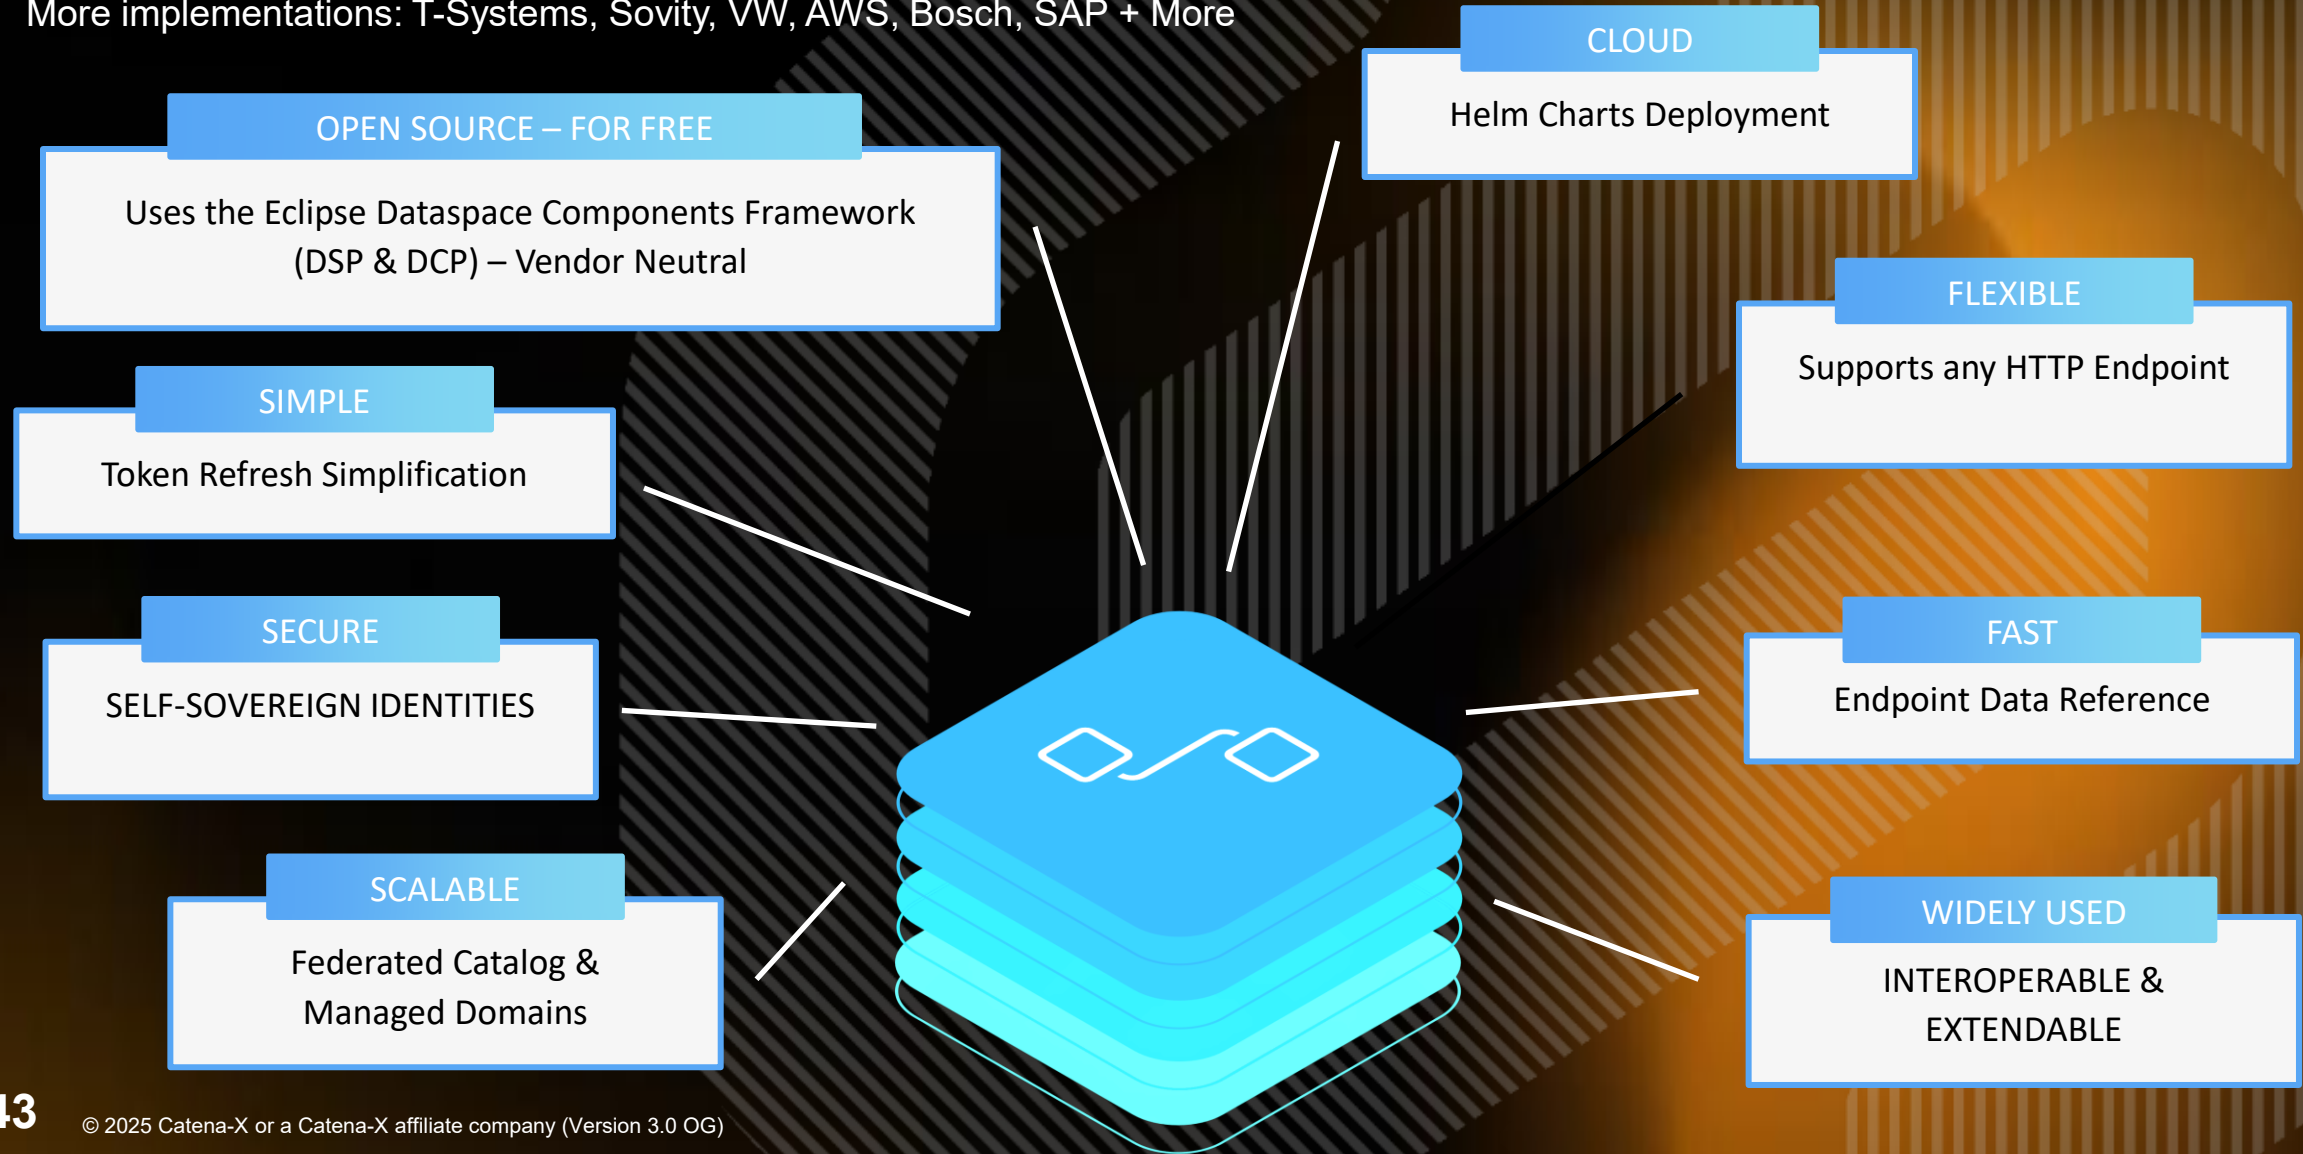 More implementations: T-Systems, Sovity, VW, AWS, Bosch, SAP + More
OPEN SOURCE – FOR FREE
Uses the Eclipse Dataspace Components Framework
(DSP & DCP) – Vendor Neutral
SIMPLE
Token Refresh Simplification
SECURE
SELF-SOVEREIGN IDENTITIES
SCALABLE
Federated Catalog &
Managed Domains
CLOUD
Helm Charts Deployment
FLEXIBLE
Supports any HTTP Endpoint
FAST
Endpoint Data Reference
WIDELY USED
INTEROPERABLE &
EXTENDABLE
43
© 2025 Catena-X or a Catena-X affiliate company (Version 3.0 OG)